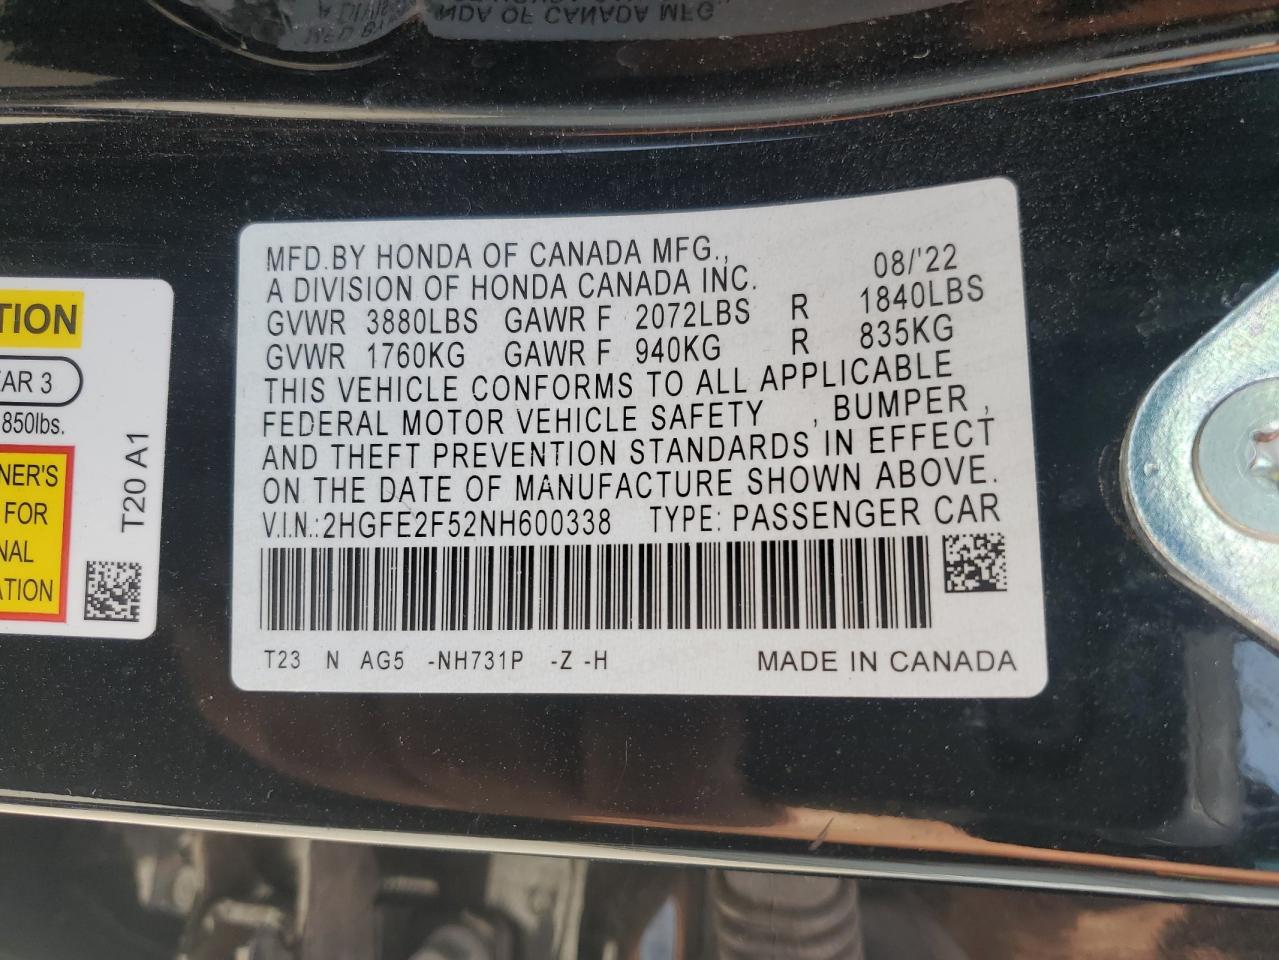 MFD.BY HONDA OF CANADA MFG.,
A DIVISION OF HONDA CANADA INC. 08/'22
GVWR 3880LBS GAWR F 2072LBS R 1840LBS
GVWR 1760KG GAWR F 940KG R 835KG
THIS VEHICLE CONFORMS TO ALL APPLICABLE
FEDERAL MOTOR VEHICLE SAFETY , BUMPER ,
AND THEFT PREVENTION STANDARDS IN EFFECT
ON THE DATE OF MANUFACTURE SHOWN ABOVE.
V.I.N.: 2HGFE2F52NH600338 TYPE: PASSENGER CAR
T23 N AG5 -NH731P -Z -H MADE IN CANADA
TION
AR 3
850lbs.
NER'S
FOR
NAL
ATION
T20 A1
MDA OF CANADA MFG